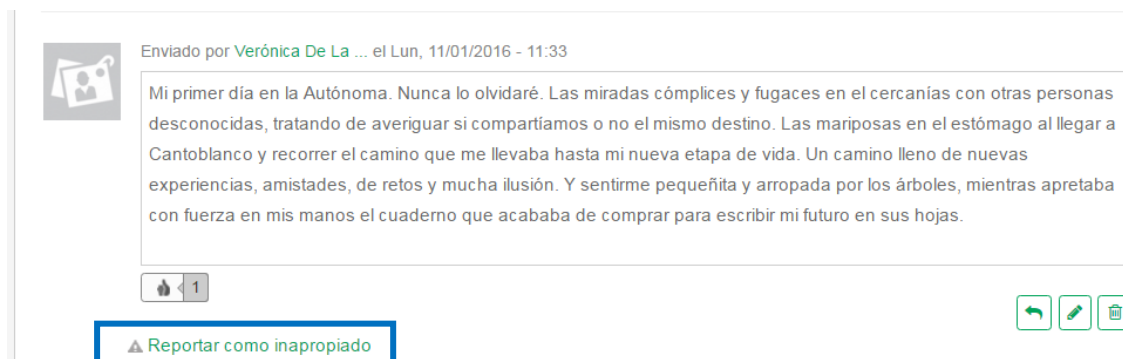 Enviado por Verónica De La ... el Lun, 11/01/2016 - 11:33
Mi primer día en la Autónoma. Nunca lo olvidaré. Las miradas cómplices y fugaces en el cercanías con otras personas
desconocidas, tratando de averiguar si compartíamos o no el mismo destino. Las mariposas en el estómago al llegar a
Cantoblanco y recorrer el camino que me llevaba hasta mi nueva etapa de vida. Un camino lleno de nuevas
experiencias, amistades, de retos y mucha ilusión. Y sentirme pequeñita y arropada por los árboles, mientras apretaba
con fuerza en mis manos el cuaderno que acababa de comprar para escribir mi futuro en sus hojas.
1
Reportar como inapropiado